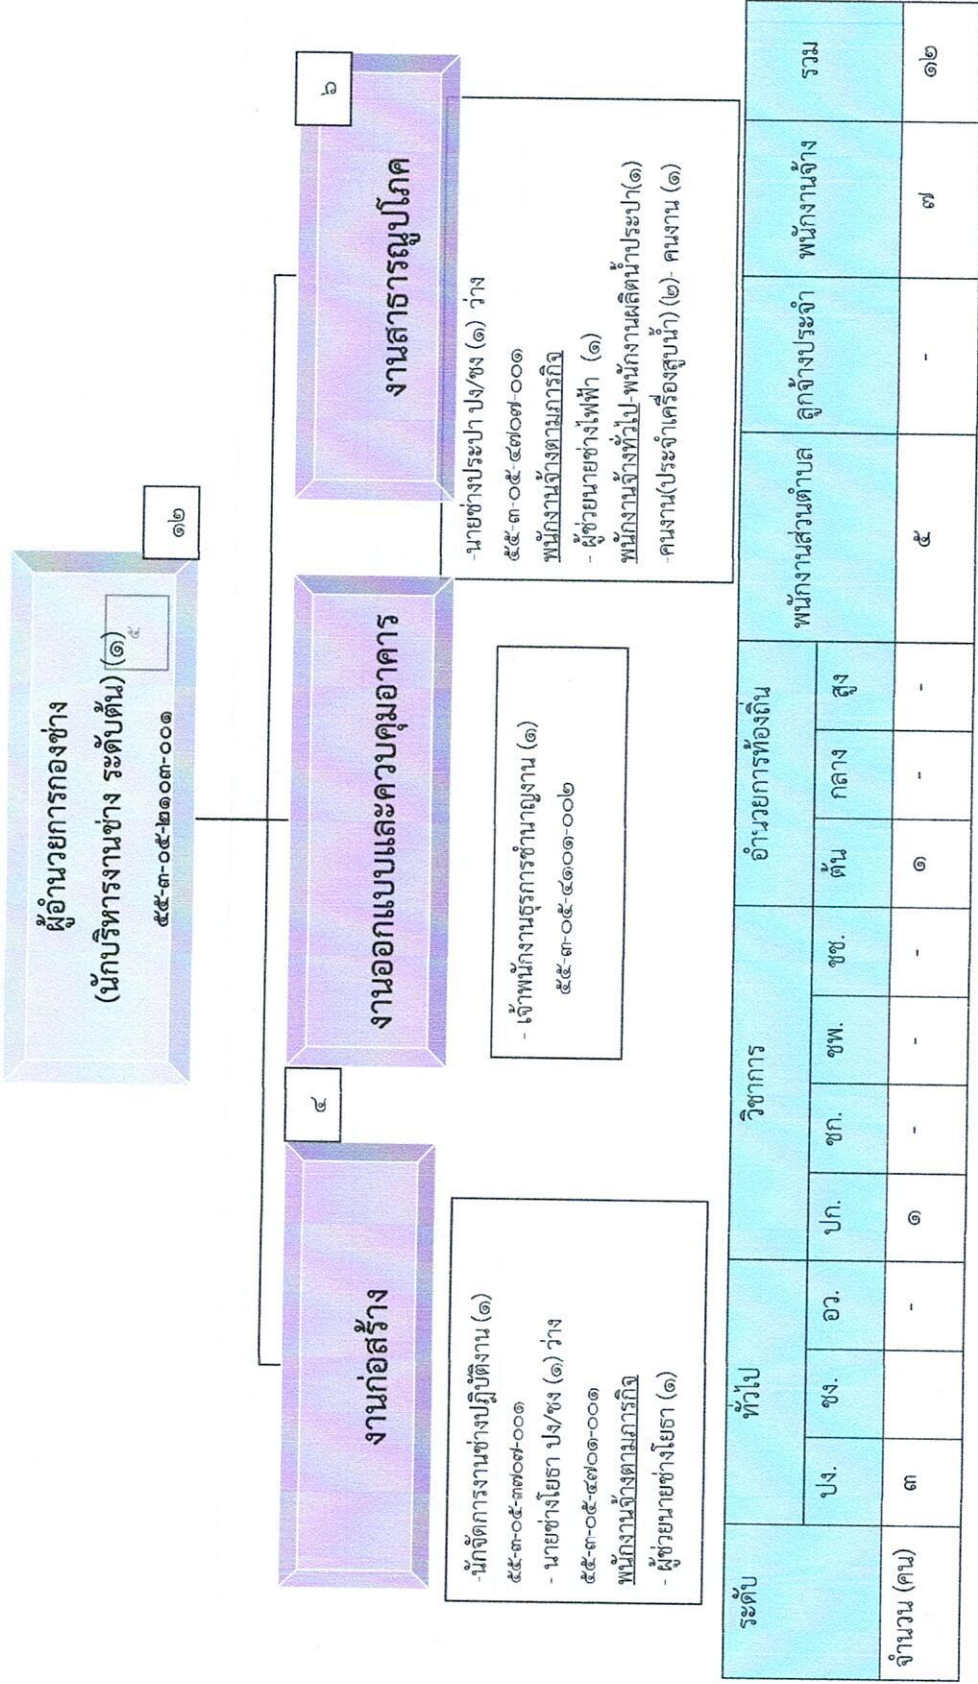 ผู้อำนวยการกองช่าง
(นักบริหารงานช่าง ระดับต้น) (๑)
๕๕-๓-๐๕-๒๑๐๓-๐๐๑
๕
๑๒
งานก่อสร้าง
๔
งานออกแบบและควบคุมอาคาร
งานสาธารณูปโภค
๖
-นักจัดการงานช่างปฏิบัติงาน (๑)
๕๕-๓-๐๕-๓๗๐๗-๐๐๑
- นายช่างโยธา ปง/ชง (๑) ว่าง
๕๕-๓-๐๕-๔๗๐๑-๐๐๑
พนักงานจ้างตามภารกิจ
- ผู้ช่วยนายช่างโยธา (๑)
- เจ้าพนักงานธุรการชำนาญงาน (๑)
๕๕-๓-๐๕-๔๑๐๑-๐๐๒
-นายช่างประปา ปง/ชง (๑) ว่าง
๕๕-๓-๐๕-๔๗๐๗-๐๐๑
พนักงานจ้างตามภารกิจ
- ผู้ช่วยนายช่างไฟฟ้า (๑)
พนักงานจ้างทั่วไป-พนักงานผลิตน้ำประปา(๑)
-คนงาน(ประจำเครื่องสูบน้ำ) (๒)- คนงาน (๑)
ระดับ ทั่วไป วิชาการ อำนวยการท้องถิ่น พนักงานส่วนตำบล ลูกจ้างประจำ พนักงานจ้าง รวม
ปง. ชง. อว. ปก. ชก. ชพ. ชช. ต้น กลาง สูง
จำนวน (คน) ๓ - ๑ - - - ๑ - - ๕ - ๗ ๑๒